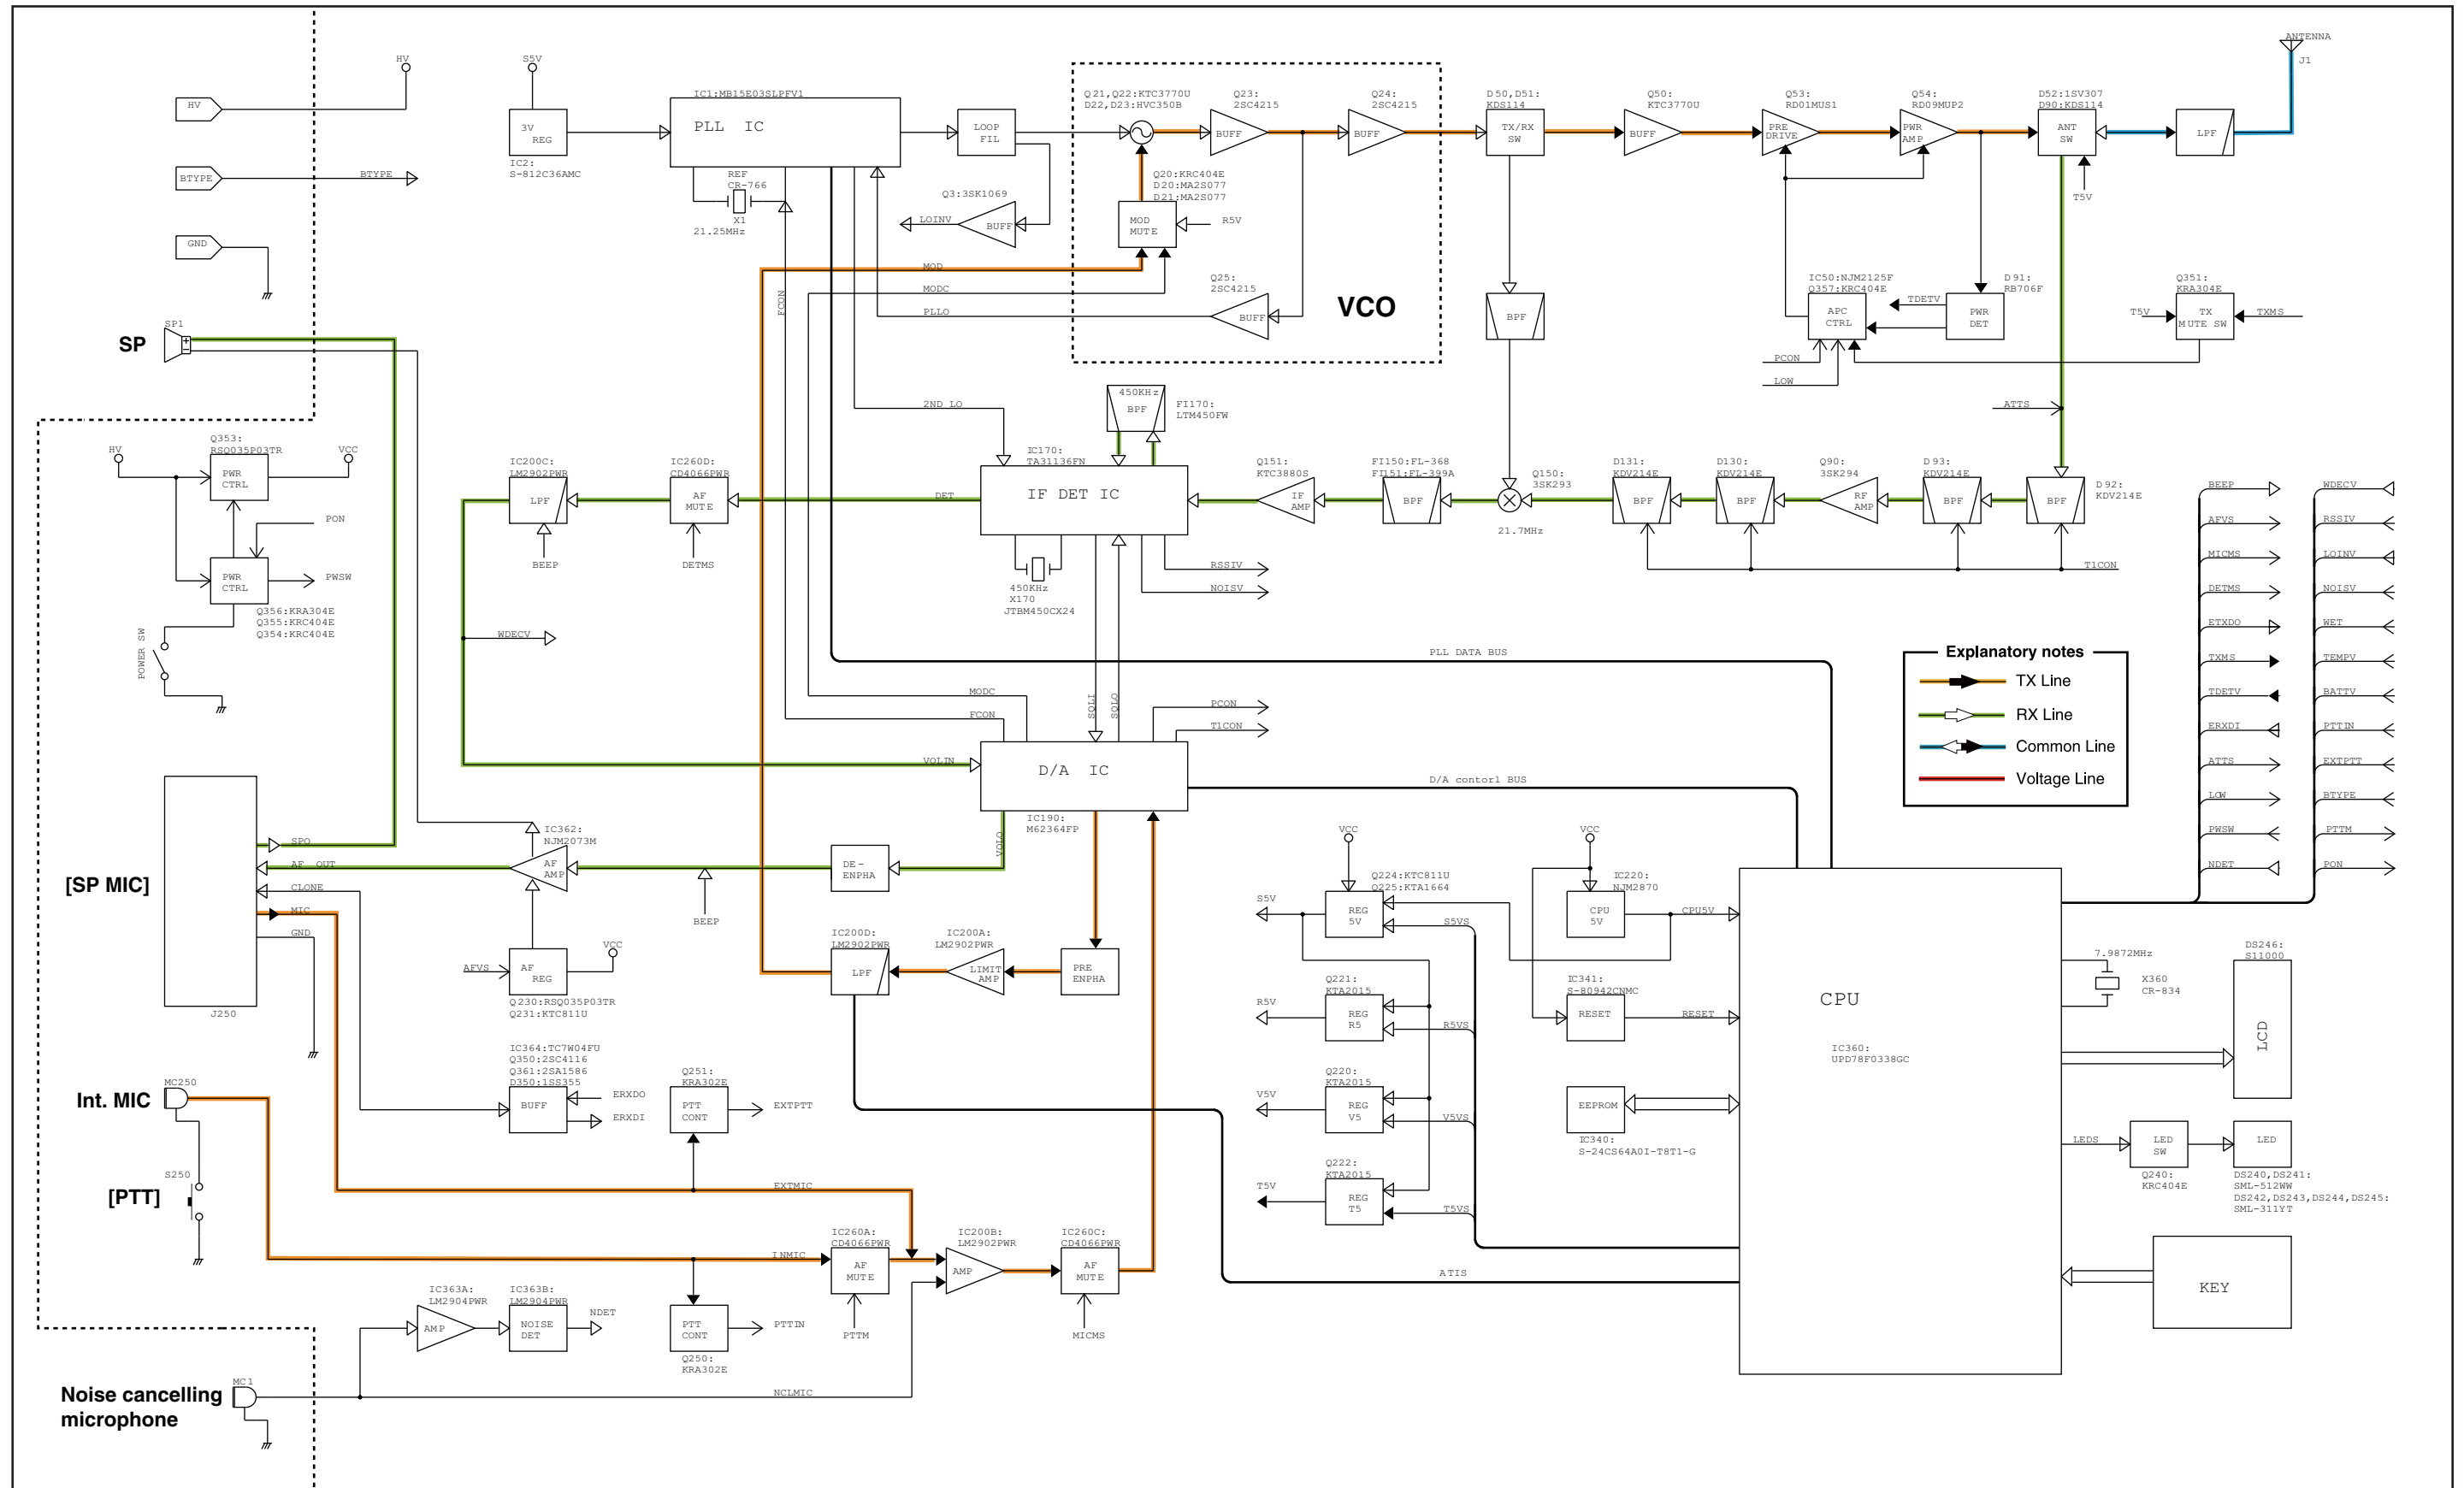 HV
HV
BTYPE
BTYPE
GND
SP
SP1
S5V
3V
REG
IC2:
S-812C36AMC
IC1:MB15E03SLPFV1
PLL IC
REF
CR-766
X1
21.25MHz
LOOP
FIL
Q3:3SK1069
LOINV
BUFF
Q21,Q22:KTC3770U
D22,D23:HVC350B
Q23:
2SC4215
BUFF
Q24:
2SC4215
BUFF
Q20:KRC404E
D20:MA2S077
D21:MA2S077
MOD
MUTE
R5V
MOD
MODC
PLLO
FCON
Q25:
2SC4215
BUFF
VCO
D50,D51:
KDS114
TX/RX
SW
BPF
Q50:
KTC3770U
BUFF
Q53:
RD01MUS1
PRE
DRIVE
Q54:
RD09MUP2
PWR
AMP
D52:1SV307
D90:KDS114
ANT
SW
T5V
LPF
ANTENNA
J1
IC50:NJM2125F
Q357:KRC404E
APC
CTRL
TDETV
D91:
RB706F
PWR
DET
PCON
LOW
Q351:
KRA304E
T5V
TX
MUTE SW
TXMS
ATTS
HV
Q353:
RSQ035P03TR
PWR
CTRL
VCC
PON
PWR
CTRL
PWSW
Q356:KRA304E
Q355:KRC404E
Q354:KRC404E
POWER SW
IC200C:
LM2902PWR
LPF
BEEP
IC260D:
CD4066PWR
AF
MUTE
DETMS
DET
2ND LO
450KHz
BPF
FI170:
LTM450FW
IC170:
TA31136FN
IF DET IC
450KHz
X170
JTBM450CX24
RSSIV
NOISV
Q151:
KTC3880S
IF
AMP
FI150:FL-368
FI151:FL-399A
BPF
Q150:
3SK293
21.7MHz
D131:
KDV214E
BPF
D130:
KDV214E
BPF
Q90:
3SK294
RF
AMP
D93:
KDV214E
BPF
BPF
D92:
KDV214E
T1CON
WDECV
PLL DATA BUS
MODC
FCON
SQLI
SQLO
PCON
T1CON
VOLIN
D/A IC
IC190:
M62364FP
D/A contorl BUS
VOLO
Explanatory notes
TX Line
RX Line
Common Line
Voltage Line
BEEP
AFVS
MICMS
DETMS
ETXDO
TXMS
TDETV
ERXDI
ATTS
LOW
PWSW
NDET
WDECV
RSSIV
LOINV
NOISV
WET
TEMPV
BATTV
PTTIN
EXTPTT
BTYPE
PTTM
PON
[SP MIC]
SPO
AF OUT
CLONE
MIC
GND
J250
IC362:
NJM2073M
AF
AMP
BEEP
DE-
ENPHA
AFVS
AF
REG
VCC
Q230:RSQ035P03TR
Q231:KTC811U
IC200D:
LM2902PWR
LPF
IC200A:
LM2902PWR
LIMIT
AMP
PRE
ENPHA
Int. MIC
MC250
IC364:TC7W04FU
Q350:2SC4116
Q361:2SA1586
D350:1SS355
BUFF
ERXDO
ERXDI
Q251:
KRA302E
PTT
CONT
EXTPTT
[PTT]
S250
EXTMIC
INMIC
IC260A:
CD4066PWR
AF
MUTE
PTTM
IC200B:
LM2902PWR
AMP
IC260C:
CD4066PWR
AF
MUTE
MICMS
IC363A:
LM2904PWR
AMP
IC363B:
LM2904PWR
NOISE
DET
NDET
PTT
CONT
PTTIN
Q250:
KRA302E
Noise cancelling
microphone
MC1
NCLMIC
VCC
Q224:KTC811U
Q225:KTA1664
S5V
REG
5V
S5VS
Q221:
KTA2015
R5V
REG
R5
R5VS
Q220:
KTA2015
V5V
REG
V5
V5VS
Q222:
KTA2015
T5V
REG
T5
T5VS
ATIS
VCC
IC220:
NJM2870
CPU
5V
CPU5V
IC341:
S-80942CNMC
RESET
RESET
EEPROM
IC340:
S-24CS64A0I-T8T1-G
CPU
IC360:
UPD78F0338GC
7.9872MHz
X360
CR-834
DS246:
S11000
LCD
LEDS
LED
SW
Q240:
KRC404E
LED
DS240,DS241:
SML-512WW
DS242,DS243,DS244,DS245:
SML-311YT
KEY